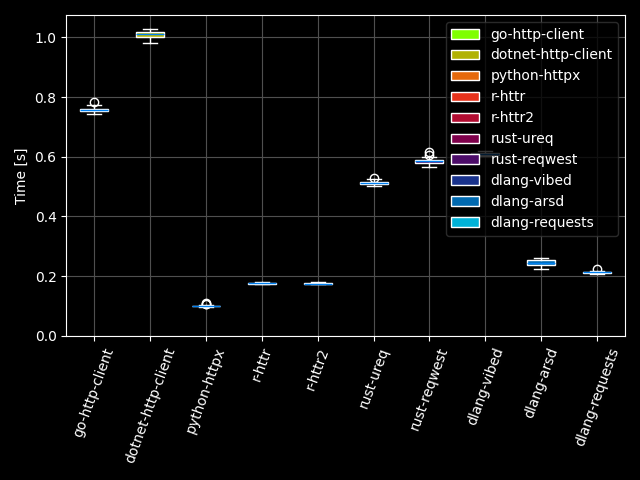 Time [s]
1.0
0.8
0.6
0.4
0.2
0.0
go-http-client
dotnet-http-client
python-httpx
r-httr
r-httr2
rust-ureq
rust-reqwest
dlang-vibed
dlang-arsd
dlang-requests
go-http-client
dotnet-http-client
python-httpx
r-httr
r-httr2
rust-ureq
rust-reqwest
dlang-vibed
dlang-arsd
dlang-requests